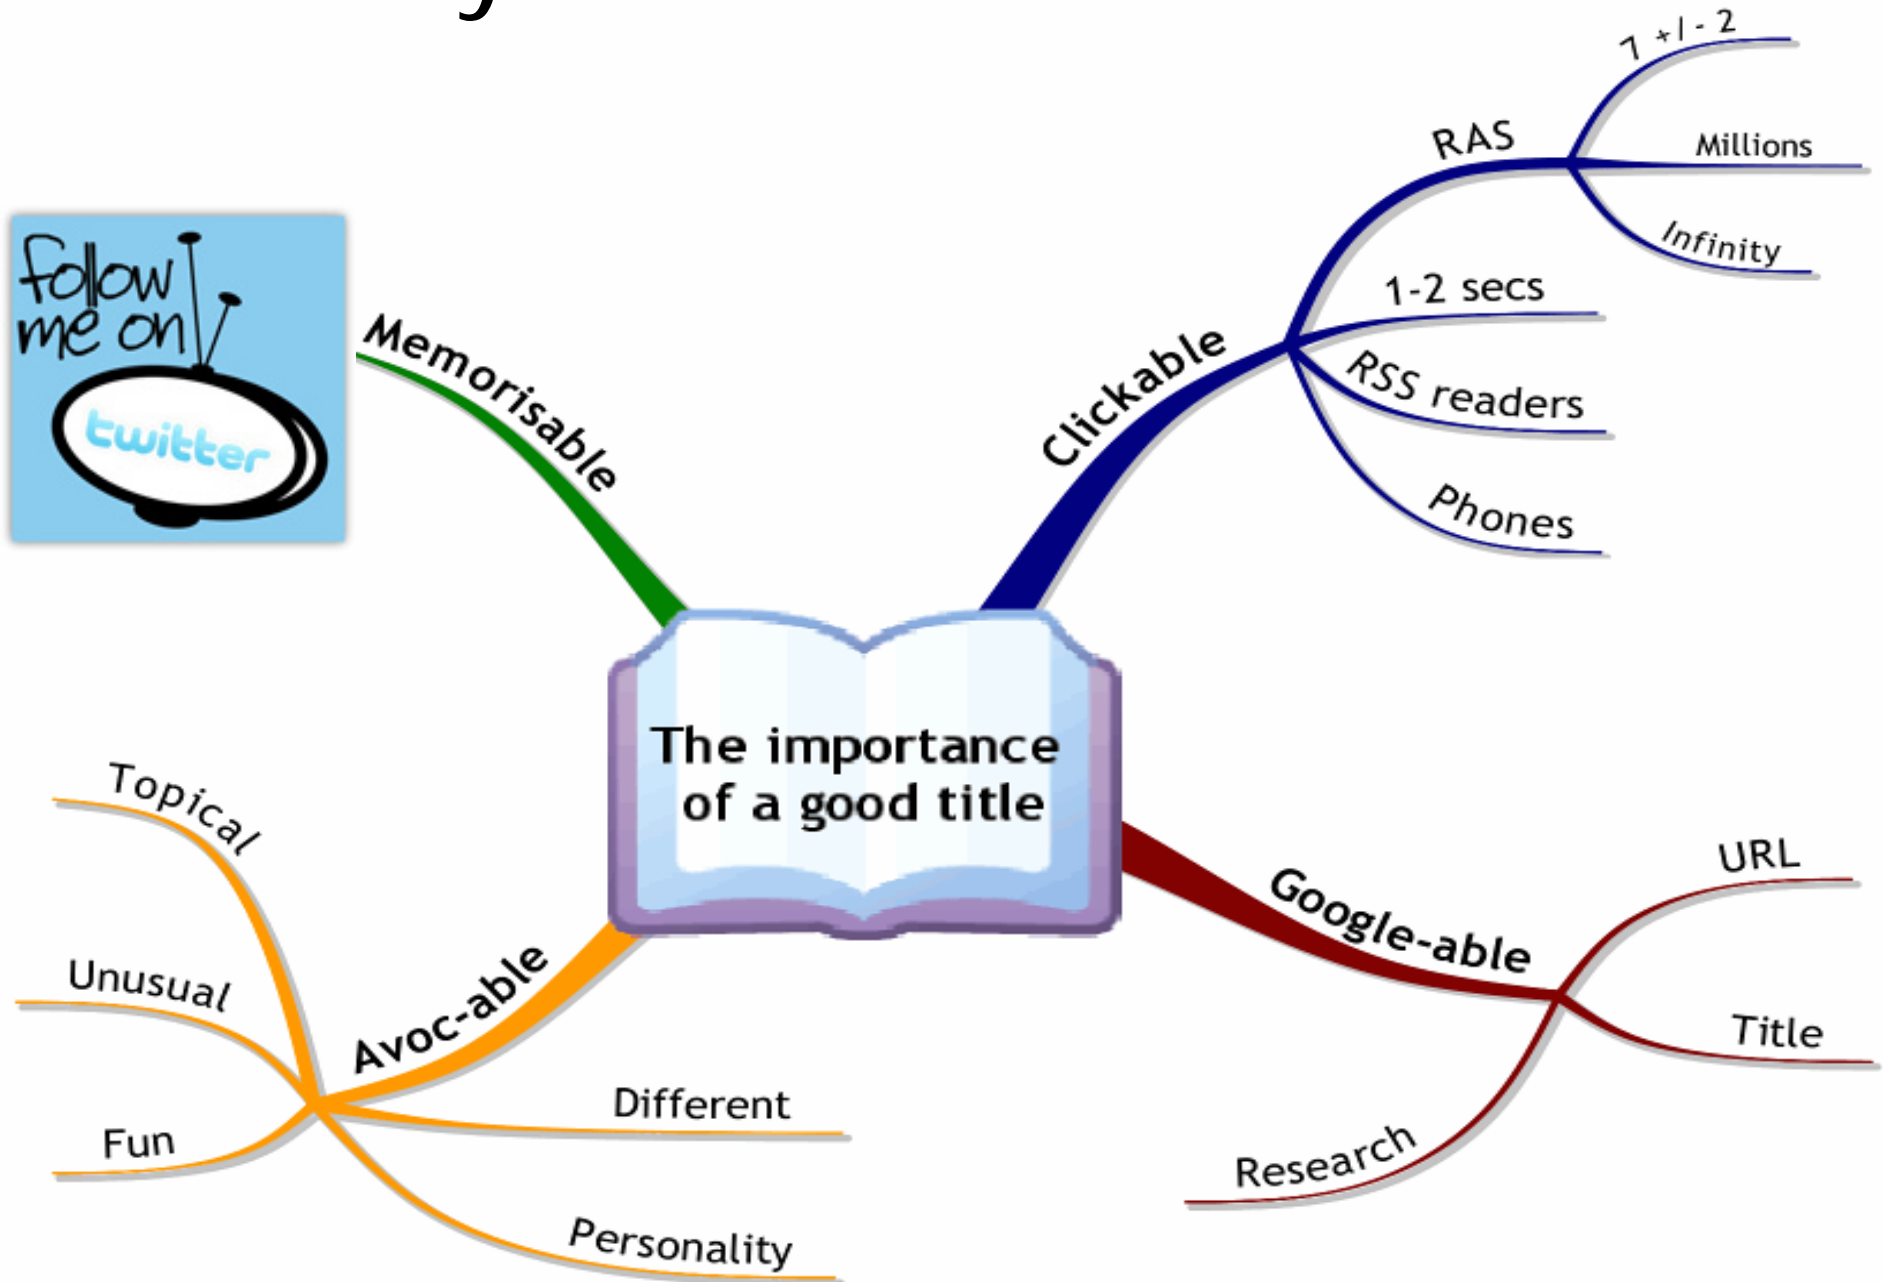 7 +/- 2
RAS
Millions
Infinity
1-2 secs
RSS readers
Phones
Clickable
follow
me on
twitter
Memorisable
The importance
of a good title
Google-able
URL
Title
Research
Avoc-able
Topical
Unusual
Fun
Different
Personality